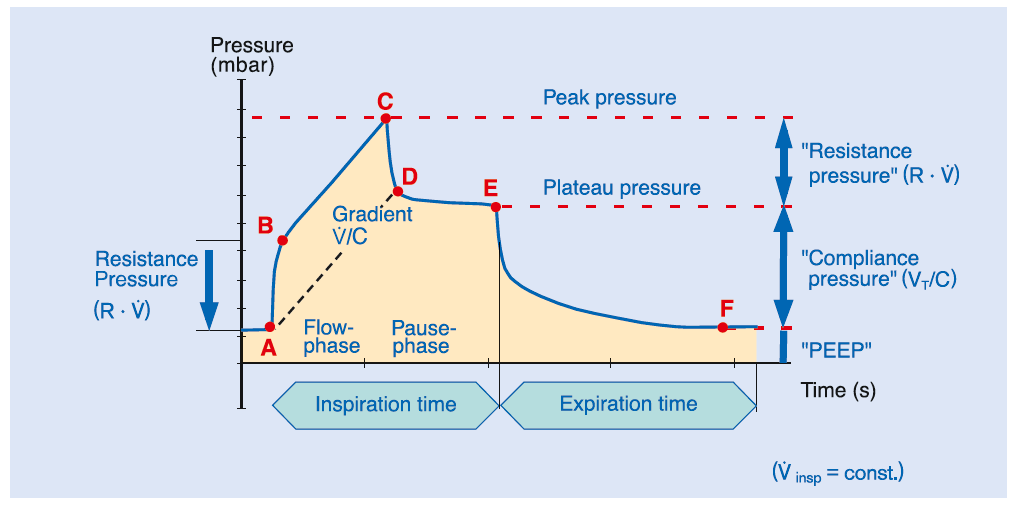 Pressure
(mbar)
C
Peak pressure
"Resistance
pressure" (R · V̇)
D
E
Plateau pressure
B
Gradient
V̇/C
Resistance
Pressure
(R · V̇)
"Compliance
pressure" (V_T/C)
F
A
Flow-
phase
Pause-
phase
"PEEP"
Time (s)
Inspiration time
Expiration time
(V̇ insp = const.)